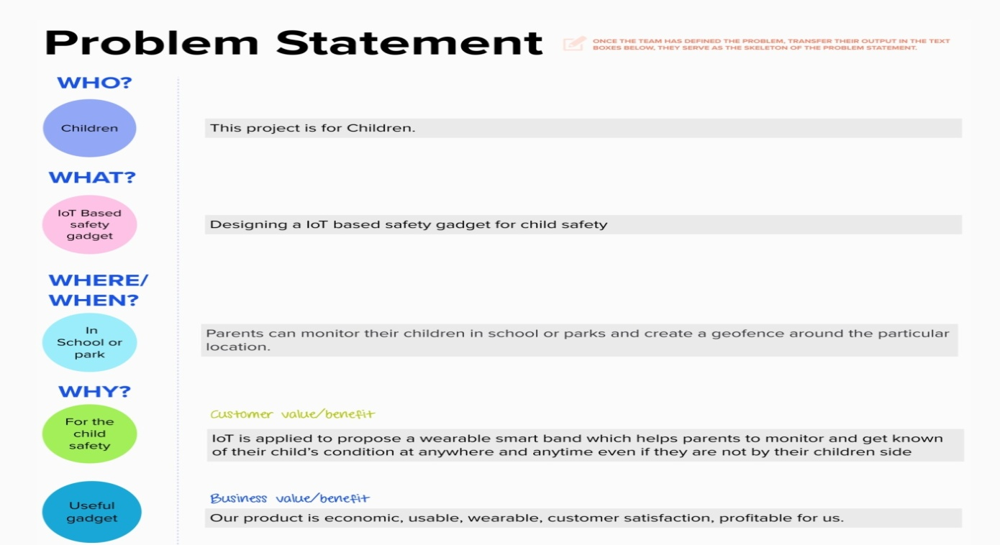 Problem Statement
ONCE THE TEAM HAS DEFINED THE PROBLEM, TRANSFER THEIR OUTPUT IN THE TEXT
BOXES BELOW, THEY SERVE AS THE SKELETON OF THE PROBLEM STATEMENT.
WHO?
Children
This project is for Children.
WHAT?
IoT Based
safety
gadget
Designing a IoT based safety gadget for child safety
WHERE/
WHEN?
In
School or
park
Parents can monitor their children in school or parks and create a geofence around the particular
location.
WHY?
For the
child
safety
Customer value/benefit
IoT is applied to propose a wearable smart band which helps parents to monitor and get known
of their child's condition at anywhere and anytime even if they are not by their children side
Useful
gadget
Business value/benefit
Our product is economic, usable, wearable, customer satisfaction, profitable for us.